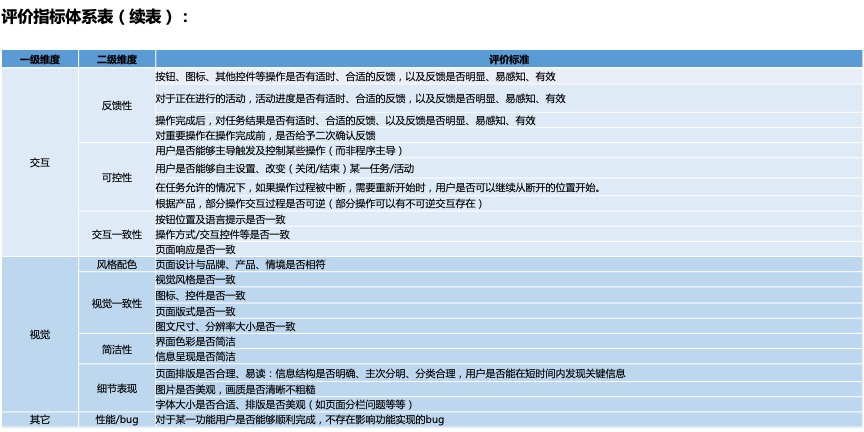 评价指标体系表（续表）：
一级维度 二级维度 评价标准
交互
反馈性
按钮、图标、其他控件等操作是否有适时、合适的反馈，以及反馈是否明显、易感知、有效
对于正在进行的活动，活动进度是否有适时、合适的反馈，以及反馈是否明显、易感知、有效
操作完成后，对任务结果是否有适时、合适的反馈、以及反馈是否明显、易感知、有效
对重要操作在操作完成前，是否给予二次确认反馈
可控性
用户是否能够主导触发及控制某些操作（而非程序主导）
用户是否能够自主设置、改变（关闭/结束）某一任务/活动
在任务允许的情况下，如果操作过程被中断，需要重新开始时，用户是否可以继续从断开的位置开始。
根据产品，部分操作交互过程是否可逆（部分操作可以有不可逆交互存在）
交互一致性
按钮位置及语言提示是否一致
操作方式/交互控件等是否一致
页面响应是否一致
视觉
风格配色
页面设计与品牌、产品、情境是否相符
视觉一致性
视觉风格是否一致
图标、控件是否一致
页面版式是否一致
图文尺寸、分辨率大小是否一致
简洁性
界面色彩是否简洁
信息呈现是否简洁
细节表现
页面排版是否合理、易读：信息结构是否明确、主次分明、分类合理，用户是否能在短时间内发现关键信息
图片是否美观，画质是否清晰不粗糙
字体大小是否合适、排版是否美观（如页面分栏问题等等）
其它 性能/bug 对于某一功能用户是否能够顺利完成，不存在影响功能实现的bug